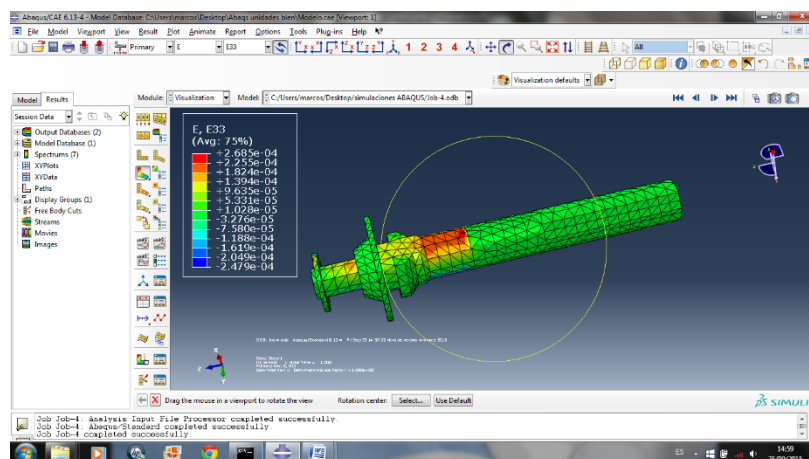 Abaqus/CAE 6.13-4 - Model Database: C:\Users\marcos\Desktop\Abaqs unidades bien\Modelo.cae [Viewport: 1]
File Model Viewport View Result Plot Animate Report Options Tools Plug-ins Help
Primary E E33 1 2 3 4 All
Visualization defaults
Model Results
Module: Visualization Model: C:/Users/marcos/Desktop/simulaciones ABAQUS/Job-4.odb
Session Data
Output Databases (2)
Model Database (1)
Spectrums (7)
XYPlots
XYData
Paths
Display Groups (1)
Free Body Cuts
Streams
Movies
Images
E, E33
(Avg: 75%)
+2.685e-04
+2.255e-04
+1.824e-04
+1.394e-04
+9.635e-05
+5.331e-05
+1.028e-05
-3.276e-05
-7.580e-05
-1.188e-04
-1.619e-04
-2.049e-04
-2.479e-04
X
Z
Y
Drag the mouse in a viewport to rotate the view Rotation center: Select... Use Default
SIMULI
Job Job-4: Analysis Input File Processor completed successfully.
Job Job-4: Abaqus/Standard completed successfully.
Job Job-4 completed successfully.
ES 14:59